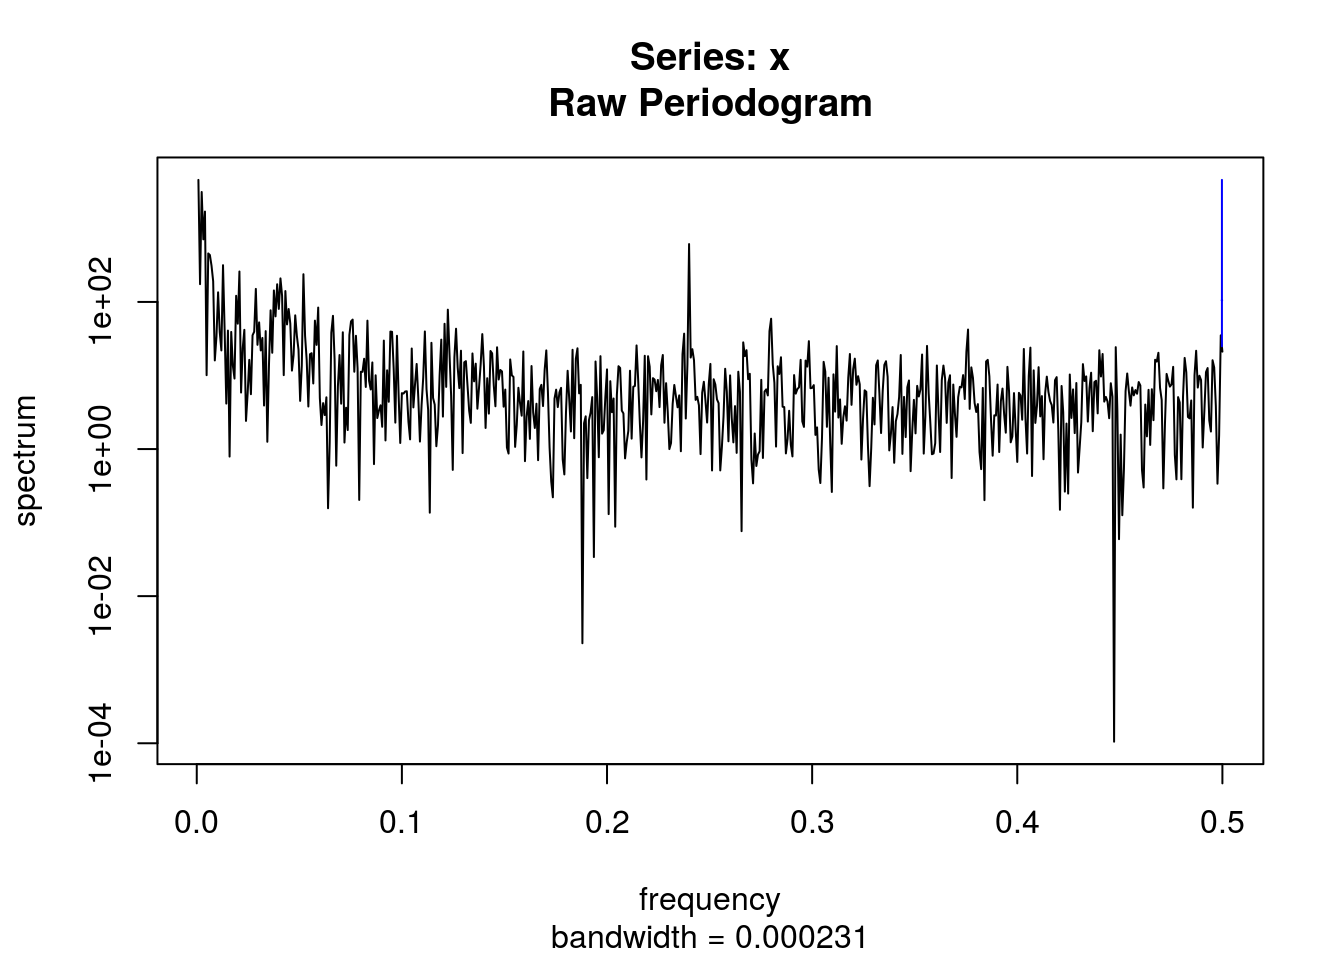 Series: x
Raw Periodogram
spectrum
1e+02
1e+00
1e-02
1e-04
0.0 0.1 0.2 0.3 0.4 0.5
frequency
bandwidth = 0.000231